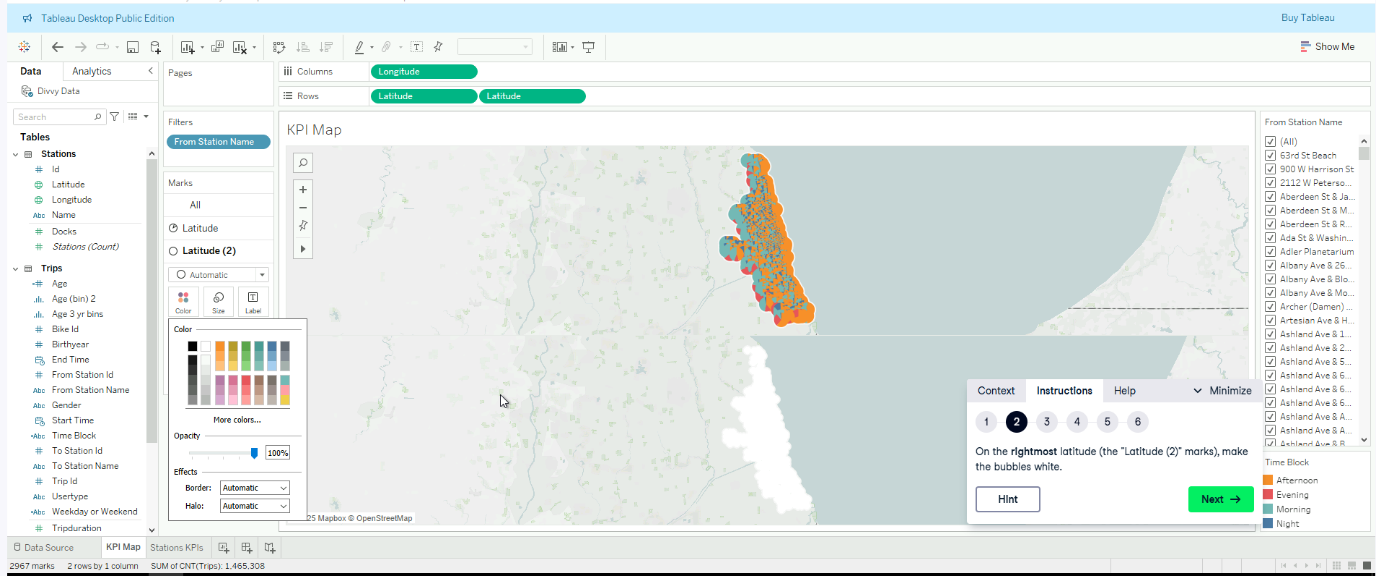 Tableau Desktop Public Edition
Buy Tableau
Show Me
Data
Analytics
Pages
Columns
Longitude
Divvy Data
Rows
Latitude
Latitude
Search
Filters
From Station Name
KPI Map
From Station Name
Tables
Stations
Id
Latitude
Longitude
Abc Name
Docks
Stations (Count)
Trips
Age
Age (bin) 2
Age 3 yr bins
Bike Id
Birthyear
End Time
From Station Id
Abc From Station Name
Abc Gender
Start Time
Abc Time Block
To Station Id
Abc To Station Name
Trip Id
Abc Usertype
Abc Weekday or Weekend
Tripduration
Marks
All
Latitude
Latitude (2)
Automatic
Color
Size
Label
Color
More colors...
Opacity
100%
Effects
Border:
Automatic
Halo:
Automatic
25 Mapbox © OpenStreetMap
(All)
63rd St Beach
900 W Harrison St
2112 W Peterso...
Aberdeen St & Ja...
Aberdeen St & M...
Aberdeen St & R...
Ada St & Washin...
Adler Planetarium
Albany Ave & 26...
Albany Ave & Blo...
Albany Ave & Mo...
Archer (Damen) ...
Artesian Ave & H...
Ashland Ave & 1...
Ashland Ave & 2...
Ashland Ave & 5...
Ashland Ave & 6...
Ashland Ave & 6...
Ashland Ave & 6...
Ashland Ave & A...
Ashland Ave & A...
Ashland Ave & B...
Context
Instructions
Help
Minimize
1
2
3
4
5
6
On the rightmost latitude (the "Latitude (2)" marks), make
the bubbles white.
Hint
Next →
Time Block
Afternoon
Evening
Morning
Night
Data Source
KPI Map
Stations KPIs
2967 marks
2 rows by 1 column
SUM of CNT(Trips): 1,465,308